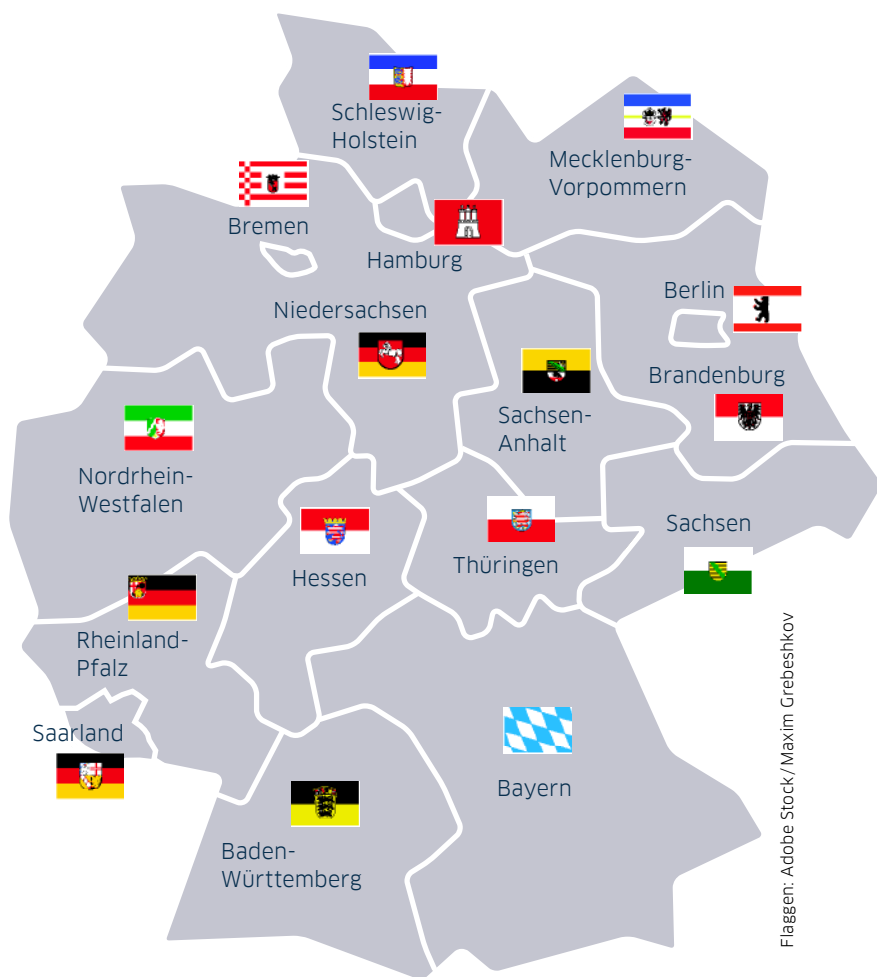 Schleswig-
Holstein
Mecklenburg-
Vorpommern
Bremen
Hamburg
Berlin
Niedersachsen
Brandenburg
Sachsen-
Anhalt
Nordrhein-
Westfalen
Sachsen
Thüringen
Hessen
Rheinland-
Pfalz
Saarland
Bayern
Baden-
Württemberg
Flaggen: Adobe Stock/ Maxim Grebeshkov